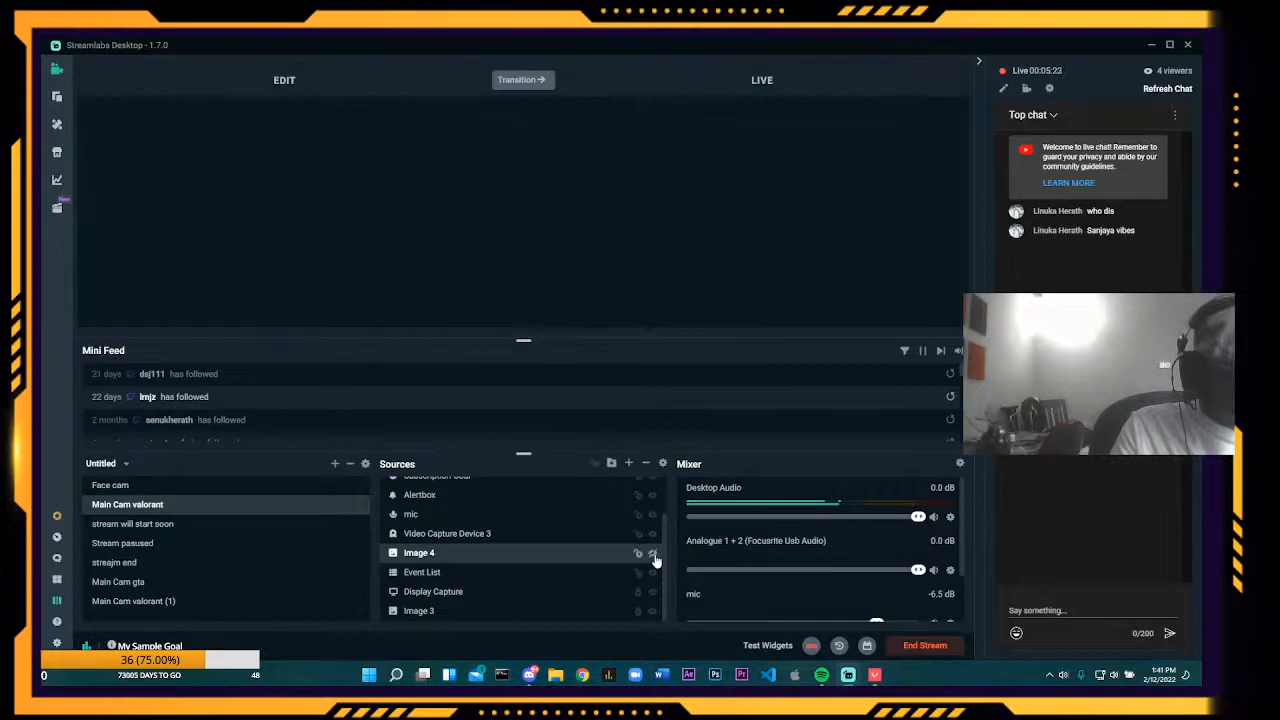 Streamlabs Desktop - 1.7.0
EDIT
Transition
LIVE
Live 00:05:23
4 viewers
Refresh Chat
Top chat
Welcome to live chat! Remember to
guard your privacy and abide by our
community guidelines.
LEARN MORE
Linuka Herath who dis
Linuka Herath Sanjaya vibes
New
Mini Feed
21 days dsj111 has followed
22 days imjz has followed
2 months senukherath has followed
Untitled
Face cam
Main Cam valorant
stream will start soon
Stream pasused
streajm end
Main Cam gta
Main Cam valorant (1)
Sources
Alertbox
mic
Video Capture Device 3
Image 4
Event List
Display Capture
Image 3
Mixer
Desktop Audio 0.0 dB
Analogue 1 + 2 (Focusrite Usb Audio) 0.0 dB
mic -6.5 dB
Say something...
0/200
My Sample Goal
36 (75.00%)
0 73005 DAYS TO GO 48
Test Widgets
REC
End Stream
1:41 PM
2/12/2022